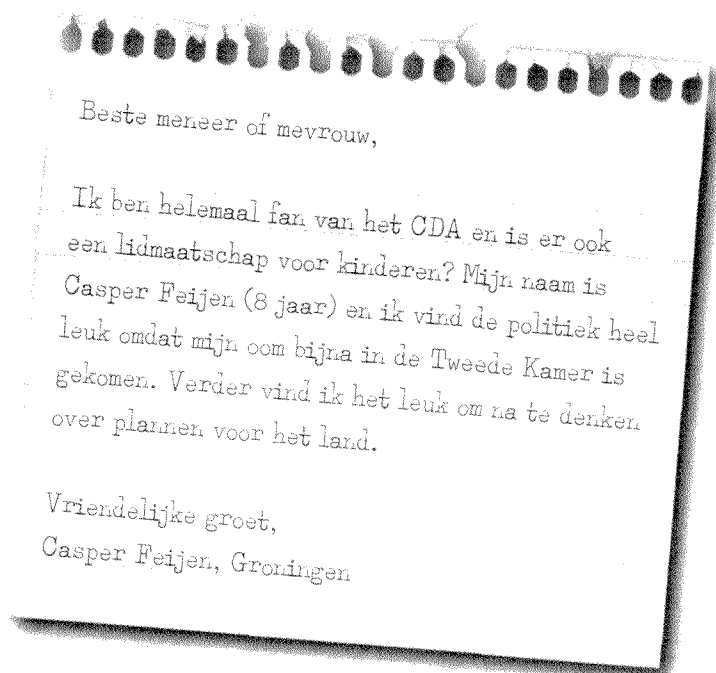 Beste meneer of mevrouw,
Ik ben helemaal fan van het CDA en is er ook
een lidmaatschap voor kinderen? Mijn naam is
Casper Feijen (8 jaar) en ik vind de politiek heel
leuk omdat mijn oom bijna in de Tweede Kamer is
gekomen. Verder vind ik het leuk om na te denken
over plannen voor het land.
Vriendelijke groet,
Casper Feijen, Groningen